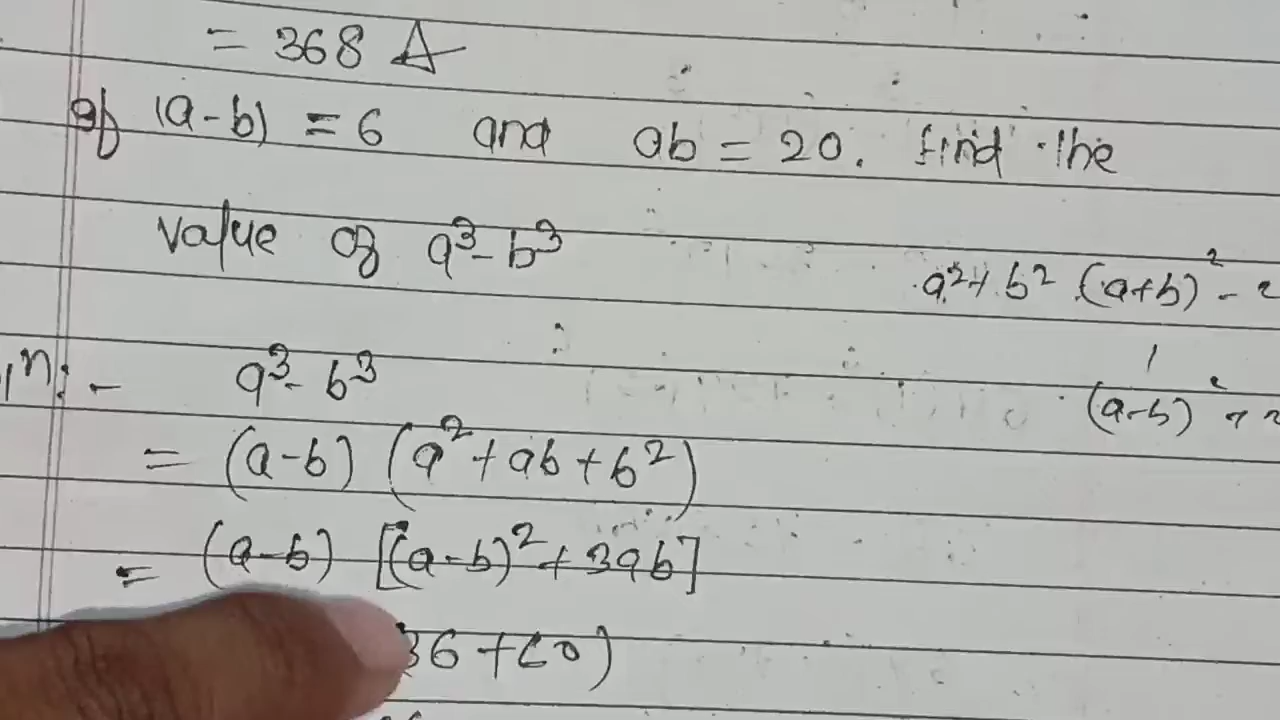 = 368 A
If (a-b) = 6 and ab = 20. find the
value of a³- b³
a²+ b² (a+b)² -
(a-b)² +
n:- a³- b³
= (a-b) (a²+ab+b²)
= (a-b) [(a-b)²+3ab]
36 +60)